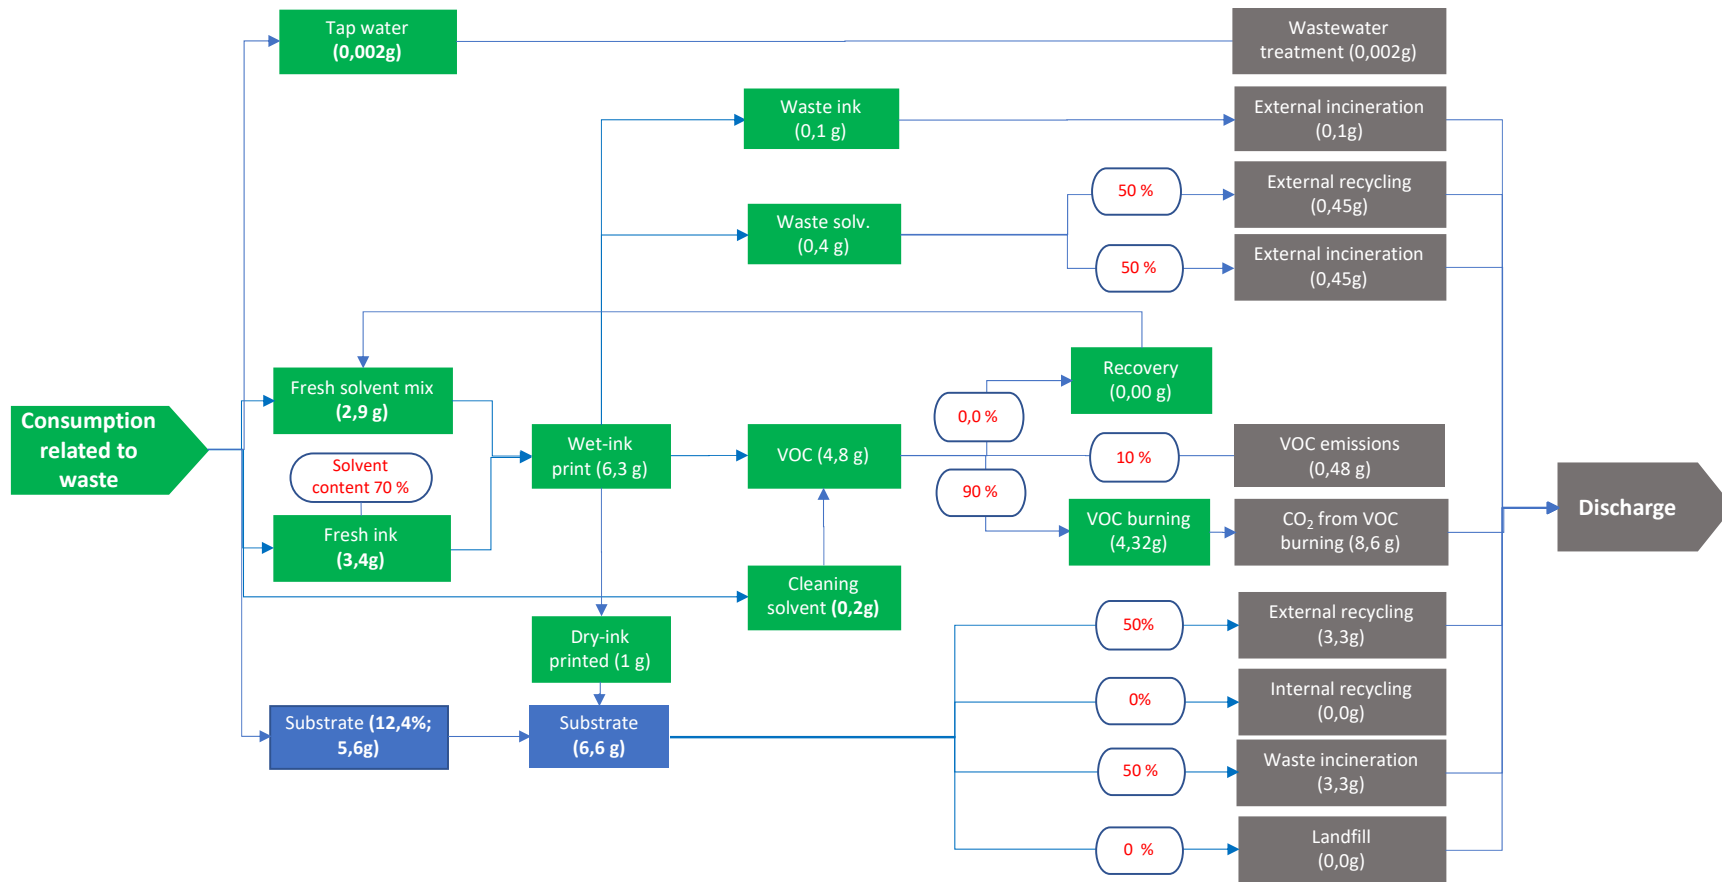 Tap water
(0,002g)
Wastewater
treatment (0,002g)
Waste ink
(0,1 g)
External incineration
(0,1g)
50 %
External recycling
(0,45g)
Waste solv.
(0,4 g)
50 %
External incineration
(0,45g)
Recovery
(0,00 g)
Fresh solvent mix
(2,9 g)
0,0 %
Consumption
related to
waste
Solvent
content 70 %
Wet-ink
print (6,3 g)
VOC (4,8 g)
10 %
VOC emissions
(0,48 g)
90 %
Fresh ink
(3,4g)
VOC burning
(4,32g)
CO₂ from VOC
burning (8,6 g)
Discharge
Cleaning
solvent (0,2g)
50%
External recycling
(3,3g)
Dry-ink
printed (1 g)
0%
Internal recycling
(0,0g)
Substrate (12,4%;
5,6g)
Substrate
(6,6 g)
50 %
Waste incineration
(3,3g)
0 %
Landfill
(0,0g)